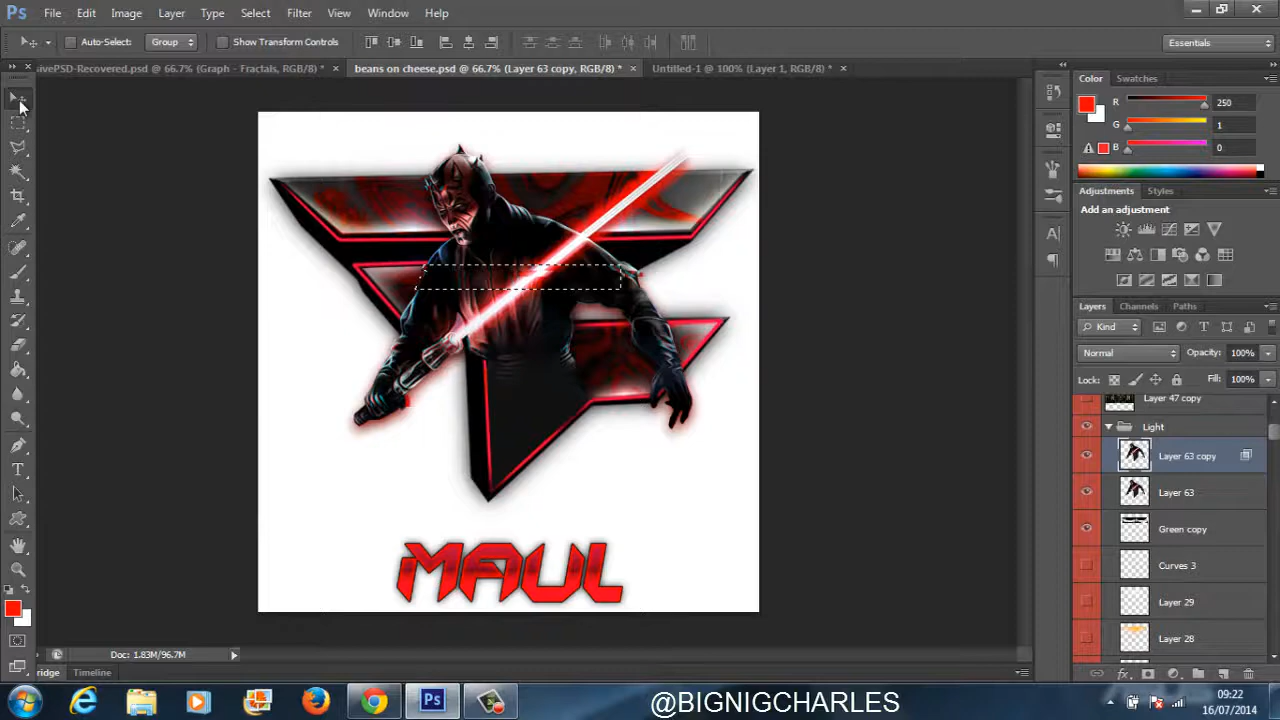 Ps File Edit Image Layer Type Select Filter View Window Help
Auto-Select: Group Show Transform Controls Essentials
ivePSD-Recovered.psd @ 66.7% (Graph - Fractals, RGB/8) * × beans on cheese.psd @ 66.7% (Layer 63 copy, RGB/8) * × Untitled-1 @ 100% (Layer 1, RGB/8) * ×
Color Swatches
R 250
G 1
B 0
Adjustments Styles
Add an adjustment
Layers Channels Paths
Kind
Normal Opacity: 100%
Lock: Fill: 100%
Layer 47 copy
Light
Layer 63 copy
Layer 63
Green copy
Curves 3
Layer 29
Layer 28
MAUL
Doc: 1.83M/96.7M
ridge Timeline
Ps @BIGNIGCHARLES 09:22
16/07/2014